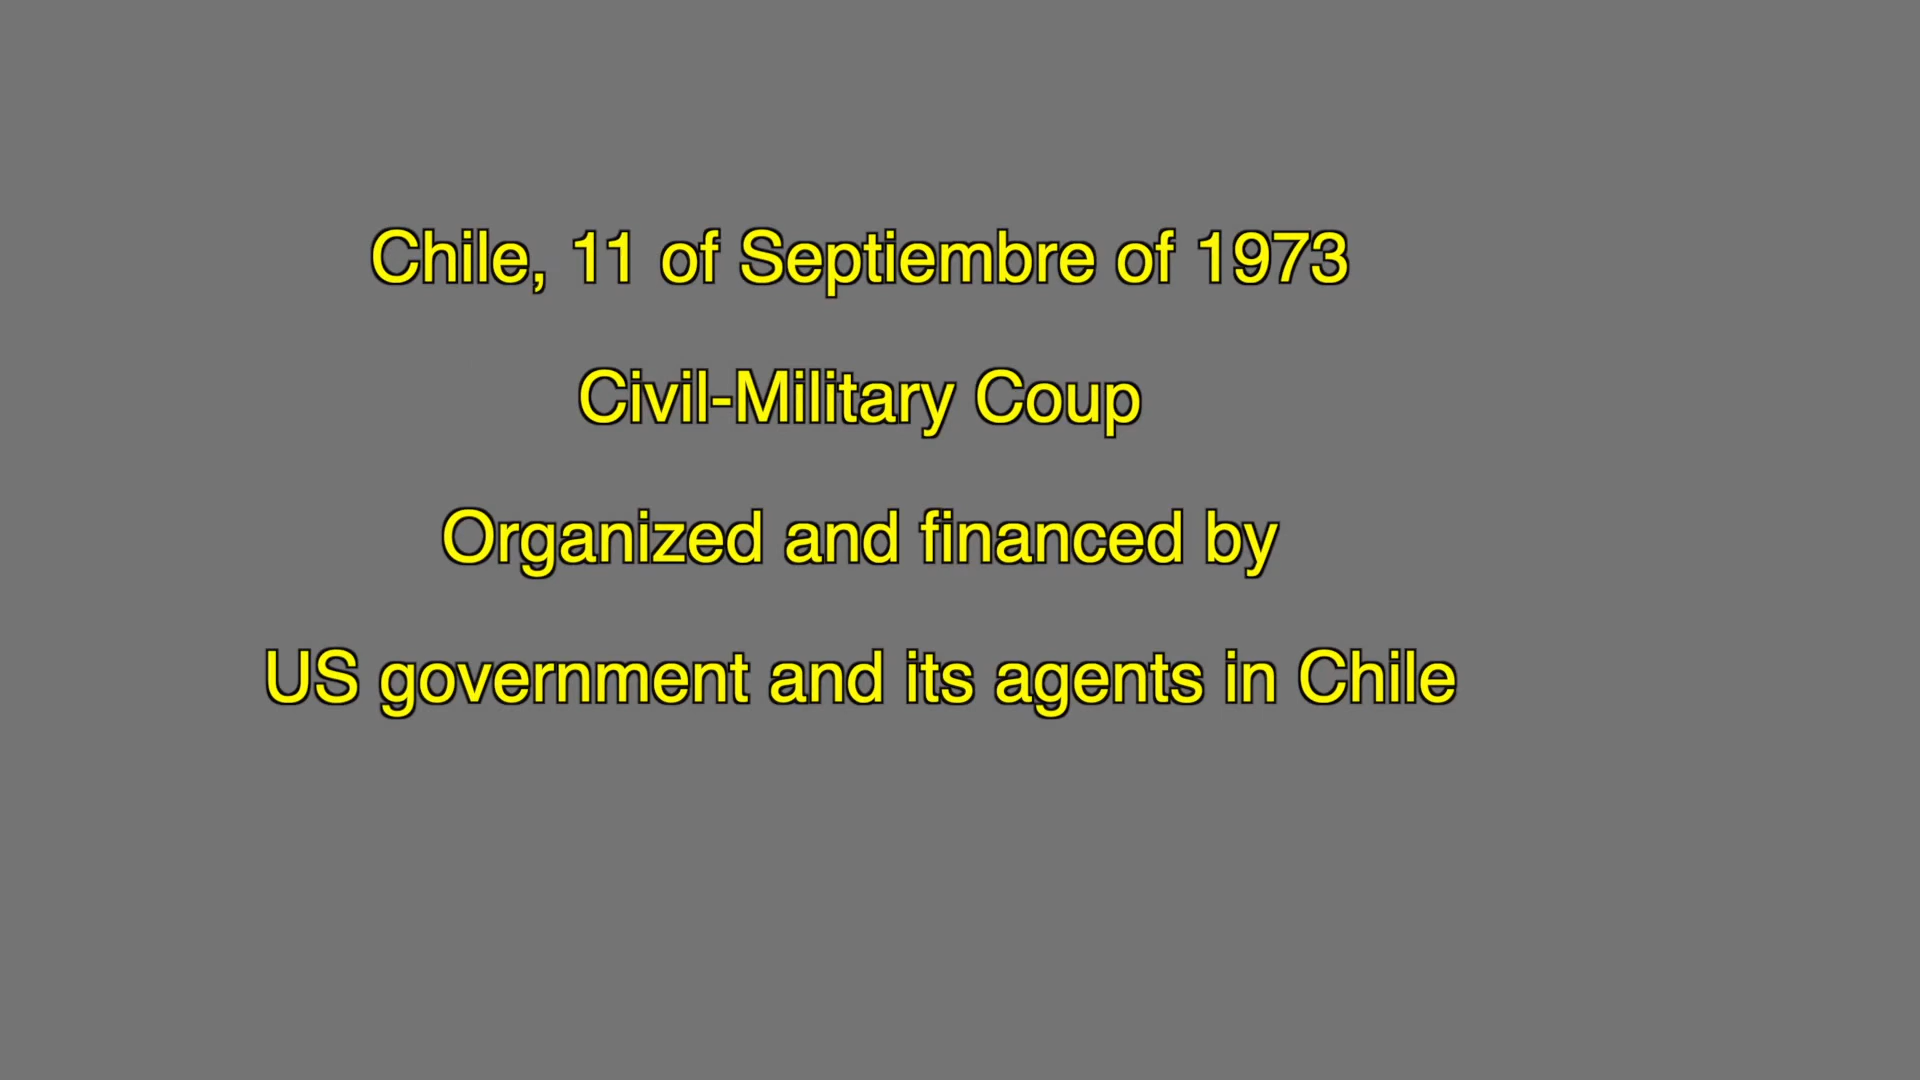 Chile, 11 of Septiembre of 1973
Civil-Military Coup
Organized and financed by
US government and its agents in Chile